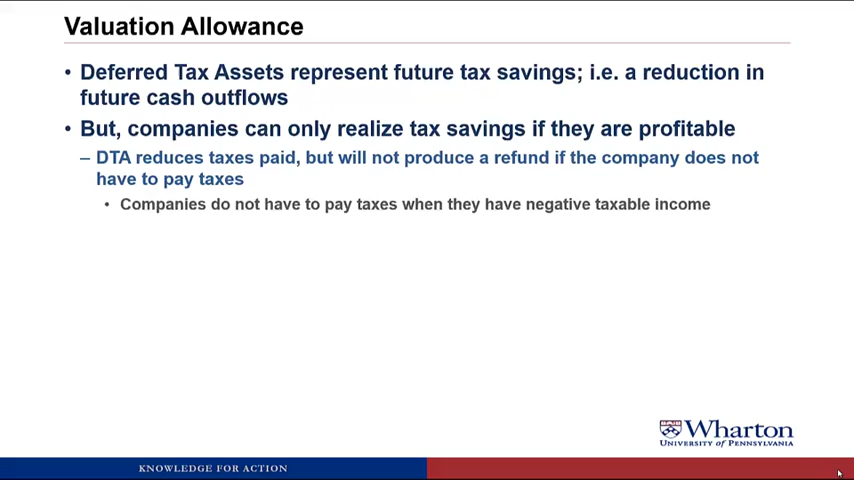 Valuation Allowance
• Deferred Tax Assets represent future tax savings; i.e. a reduction in
future cash outflows
• But, companies can only realize tax savings if they are profitable
– DTA reduces taxes paid, but will not produce a refund if the company does not
have to pay taxes
• Companies do not have to pay taxes when they have negative taxable income
Wharton
UNIVERSITY of PENNSYLVANIA
KNOWLEDGE FOR ACTION